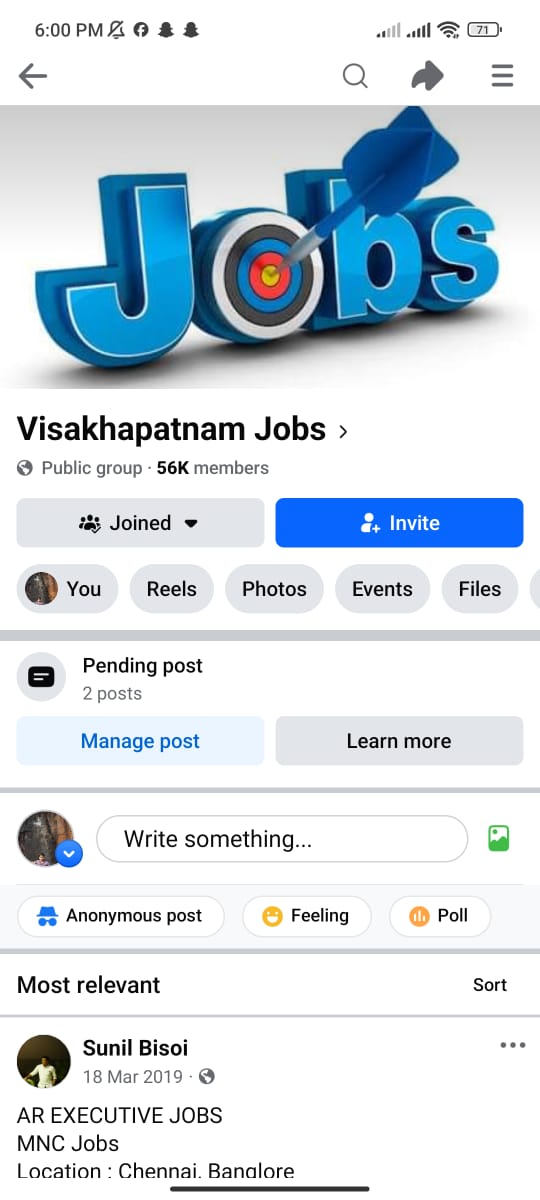 6:00 PM
71
Jobs
Visakhapatnam Jobs
Public group · 56K members
Joined
Invite
You
Reels
Photos
Events
Files
Pending post
2 posts
Manage post
Learn more
Write something...
Anonymous post
Feeling
Poll
Most relevant
Sort
Sunil Bisoi
18 Mar 2019 ·
AR EXECUTIVE JOBS
MNC Jobs
Location : Chennai, Banglore